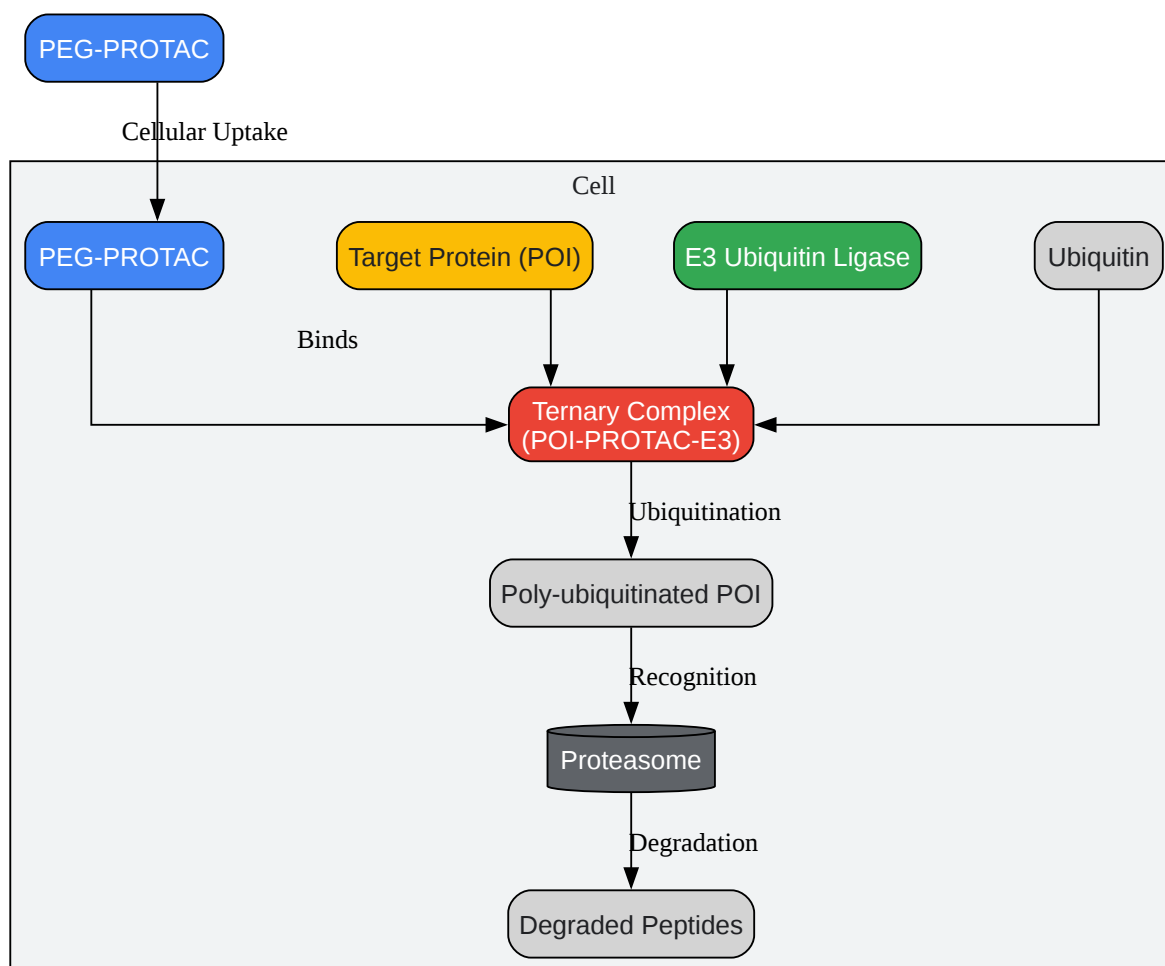 PEG-PROTAC
Cellular Uptake
Cell
PEG-PROTAC
Target Protein (POI)
E3 Ubiquitin Ligase
Ubiquitin
Binds
Ternary Complex
(POI-PROTAC-E3)
Ubiquitination
Poly-ubiquitinated POI
Recognition
Proteasome
Degradation
Degraded Peptides